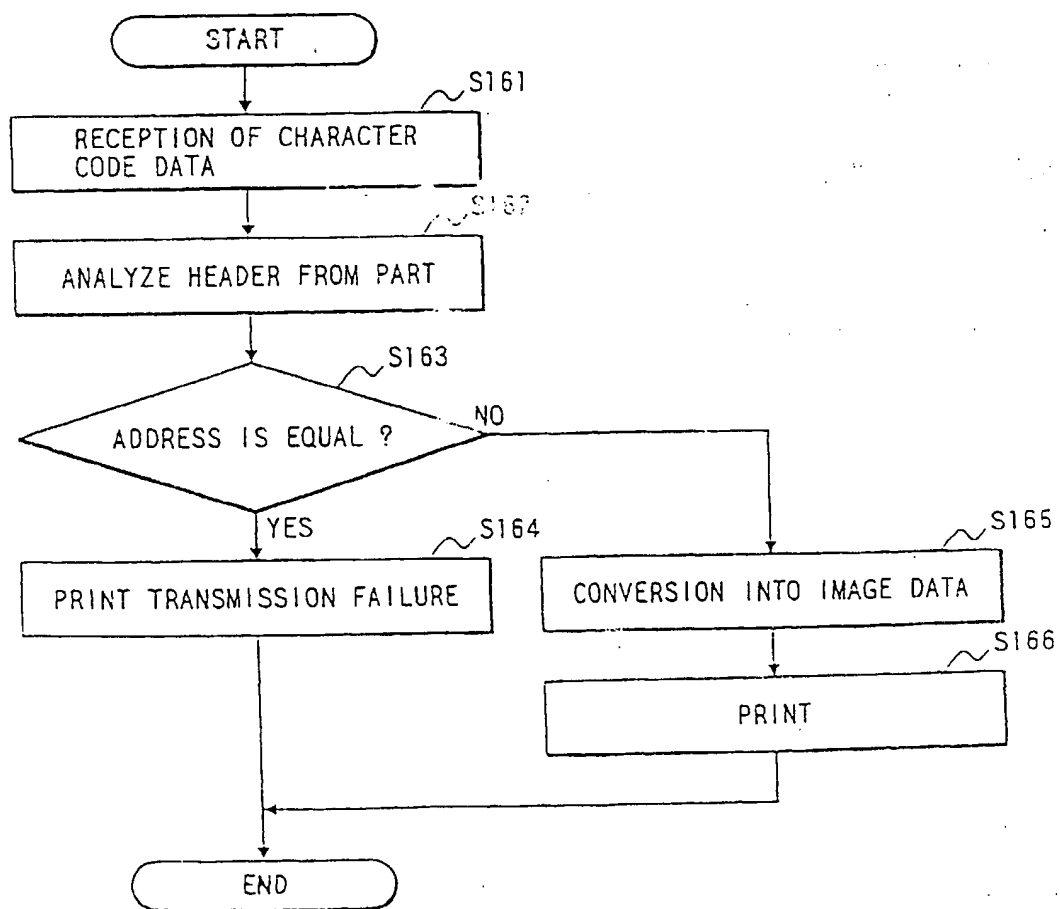 START
S161
RECEPTION OF CHARACTER
CODE DATA
S162
ANALYZE HEADER FROM PART
S163
ADDRESS IS EQUAL ?
NO
YES
S164
PRINT TRANSMISSION FAILURE
S165
CONVERSION INTO IMAGE DATA
S166
PRINT
END